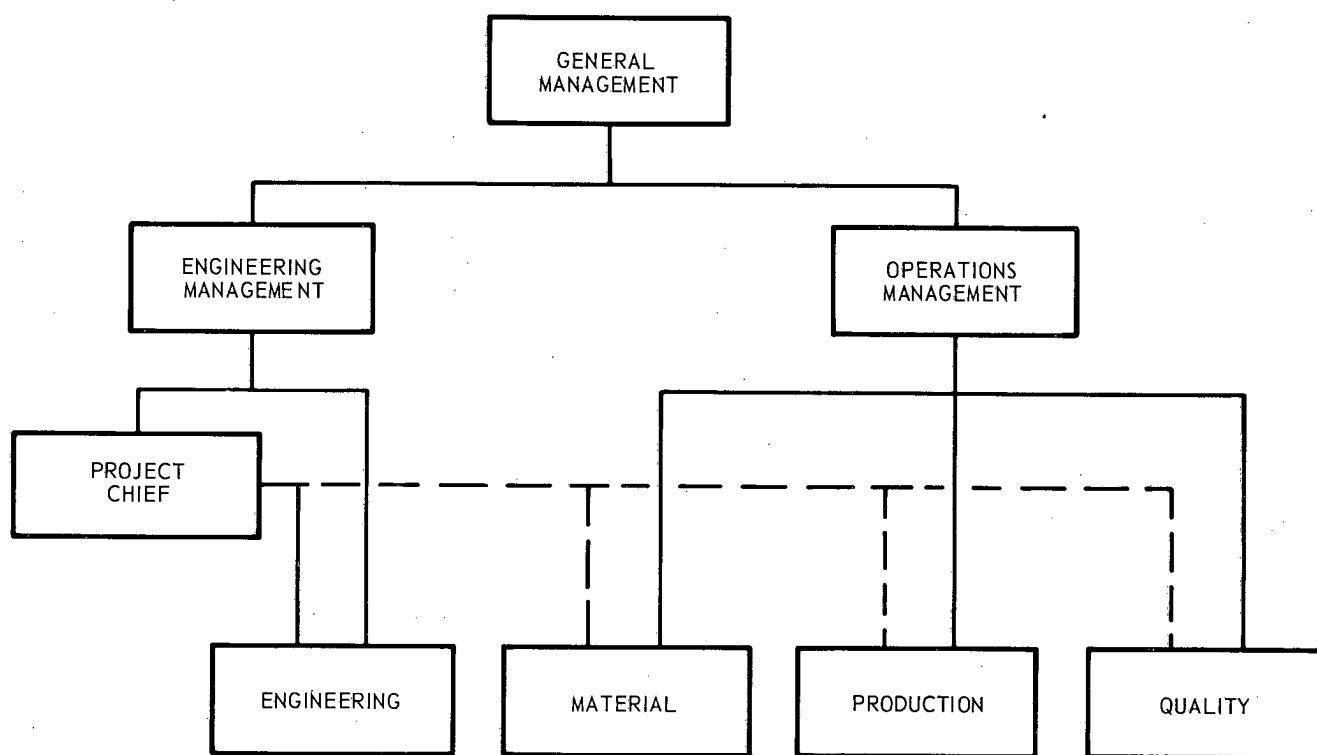 GENERAL
MANAGEMENT
ENGINEERING
MANAGEMENT
OPERATIONS
MANAGEMENT
PROJECT
CHIEF
ENGINEERING
MATERIAL
PRODUCTION
QUALITY